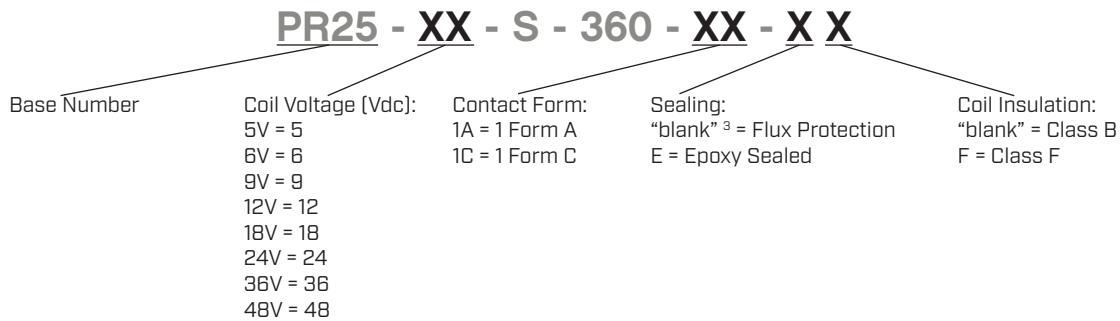 PR25 - XX - S - 360 - XX - X X
Base Number
Coil Voltage (Vdc):
5V = 5
6V = 6
9V = 9
12V = 12
18V = 18
24V = 24
36V = 36
48V = 48
Contact Form:
1A = 1 Form A
1C = 1 Form C
Sealing:
“blank” ³ = Flux Protection
E = Epoxy Sealed
Coil Insulation:
“blank” = Class B
F = Class F